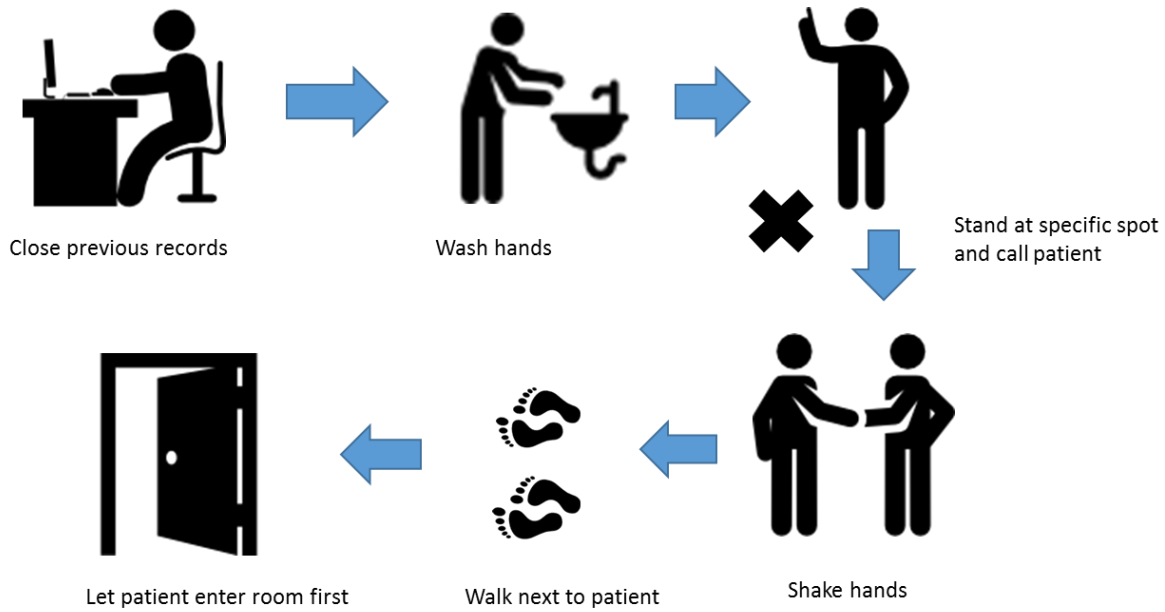 Close previous records
Wash hands
Stand at specific spot
and call patient
Shake hands
Walk next to patient
Let patient enter room first